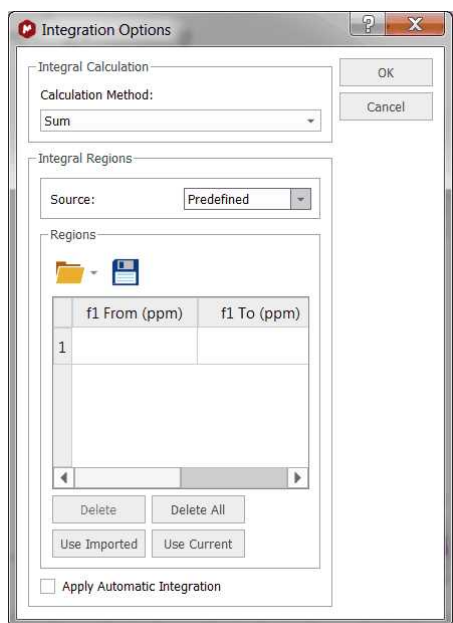 Integration Options
Integral Calculation
OK
Calculation Method:
Cancel
Sum
Integral Regions
Source: Predefined
Regions
f1 From (ppm) f1 To (ppm)
1
Delete Delete All
Use Imported Use Current
Apply Automatic Integration